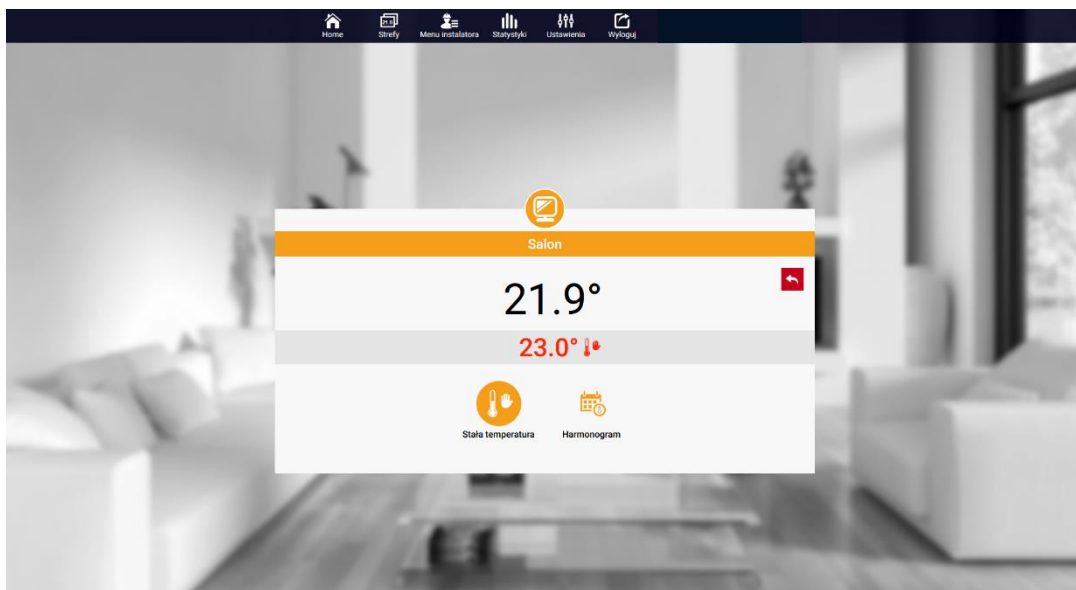 Home Strefy Menu instalatora Statystyki Ustawienia Wyloguj
Salon
21.9°
23.0°
Stała temperatura Harmonogram